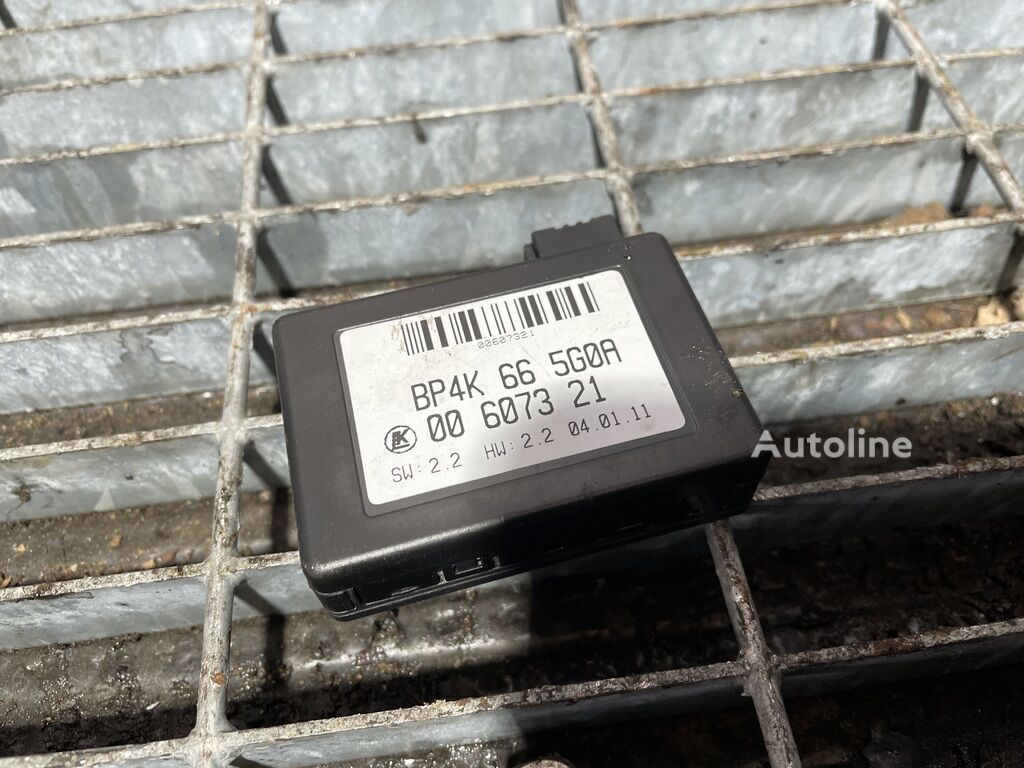 00607321
BP4K 66 5G0A
00 6073 21
SW: 2.2 HW: 2.2 04.01.11
Autoline